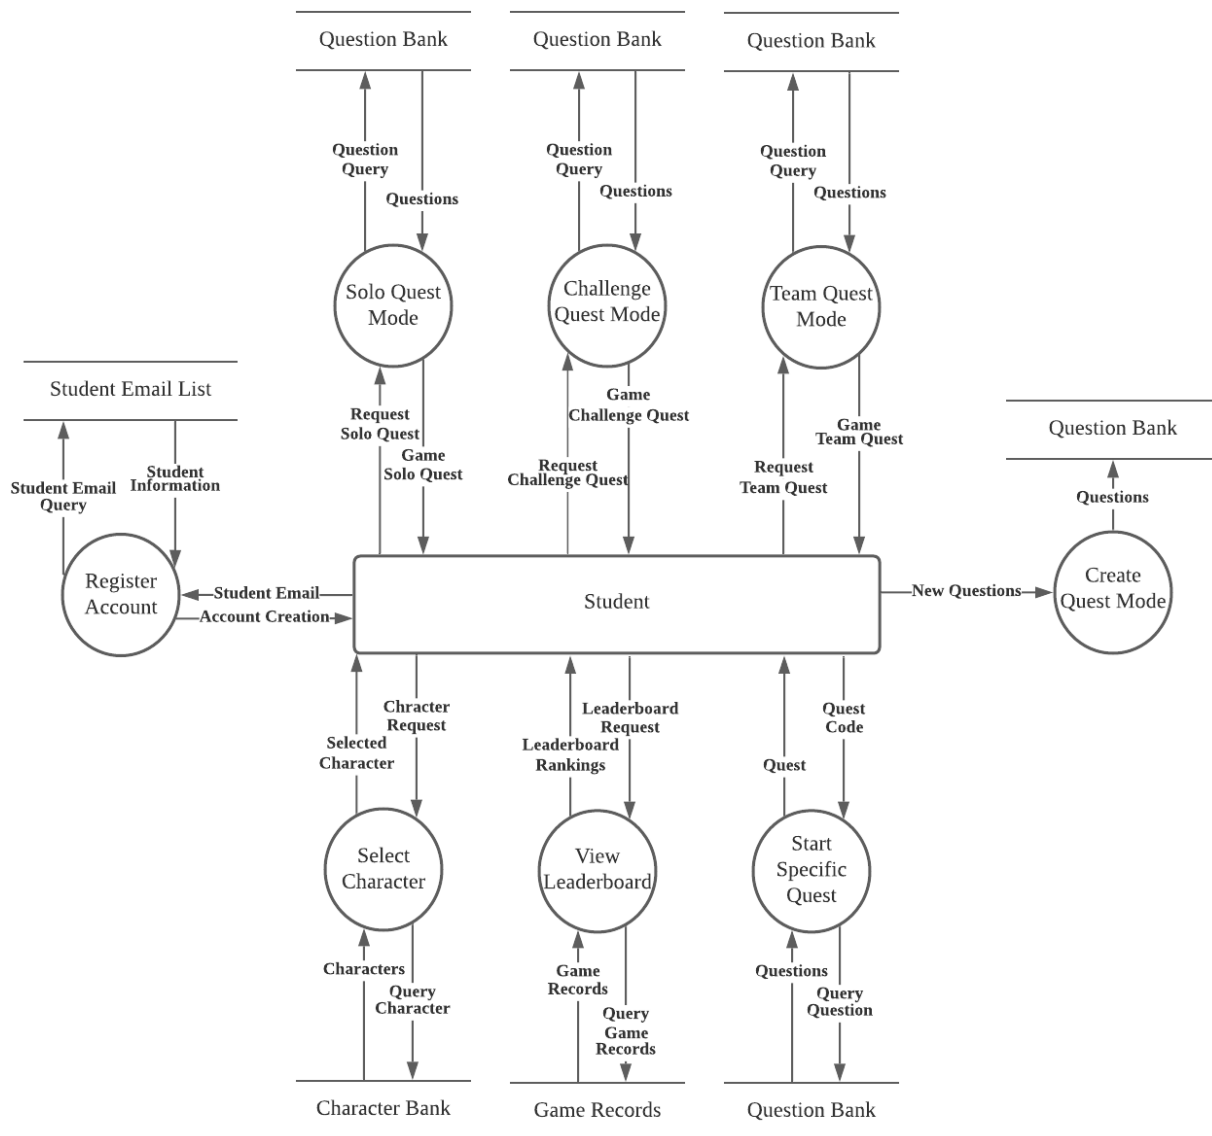 Question Bank
Question Bank
Question Bank
Question
Query
Questions
Question
Query
Questions
Question
Query
Questions
Solo Quest
Mode
Challenge
Quest Mode
Team Quest
Mode
Student Email List
Request
Solo Quest
Game
Solo Quest
Game
Challenge Quest
Request
Challenge Quest
Game
Team Quest
Request
Team Quest
Question Bank
Student Email
Query
Student
Information
Questions
Register
Account
Student Email
Account Creation
Student
New Questions
Create
Quest Mode
Chracter
Request
Selected
Character
Leaderboard
Request
Leaderboard
Rankings
Quest
Code
Quest
Select
Character
View
Leaderboard
Start
Specific
Quest
Characters
Query
Character
Game
Records
Query
Game
Records
Questions
Query
Question
Character Bank
Game Records
Question Bank